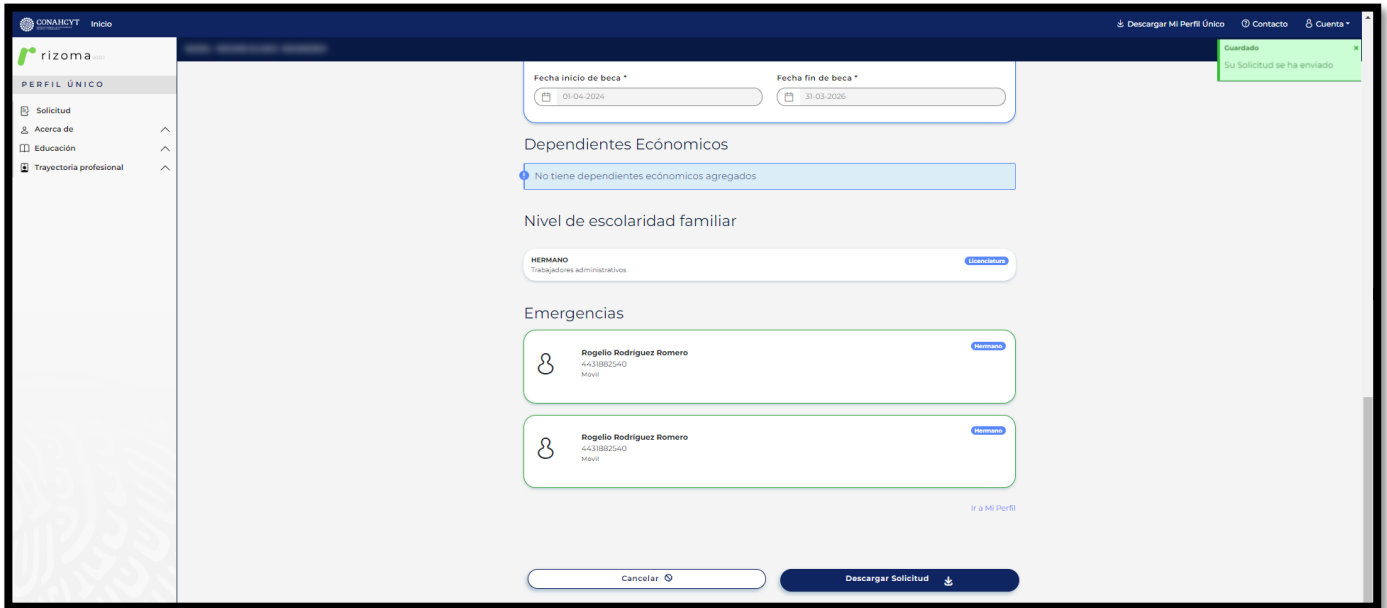 CONAHCYT
Inicio
Descargar Mi Perfil Único
Contacto
Cuenta
rizoma
Guardado
Su Solicitud se ha enviado
PERFIL ÚNICO
Solicitud
Acerca de
Educación
Trayectoria profesional
Fecha inicio de beca *
Fecha fin de beca *
01-04-2024
31-03-2026
Dependientes Ecónomicos
No tiene dependientes ecónomicos agregados
Nivel de escolaridad familiar
HERMANO
Licenciatura
Trabajadores administrativos
Emergencias
Rogelio Rodríguez Romero
Hermano
4431882540
Móvil
Rogelio Rodríguez Romero
Hermano
4431882540
Móvil
Ir a Mi Perfil
Cancelar
Descargar Solicitud